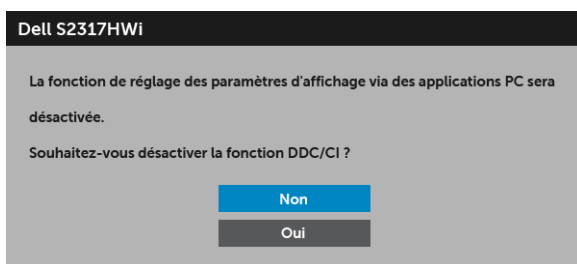 Dell S2317HWi
La fonction de réglage des paramètres d'affichage via des applications PC sera
désactivée.
Souhaitez-vous désactiver la fonction DDC/CI ?
Non
Oui